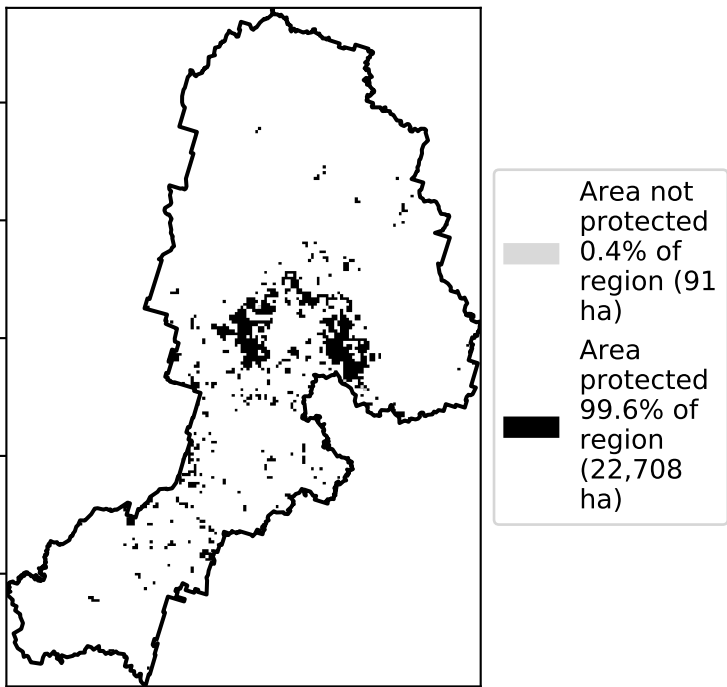 Area not
protected
0.4% of
region (91
ha)
Area
protected
99.6% of
region
(22,708
ha)